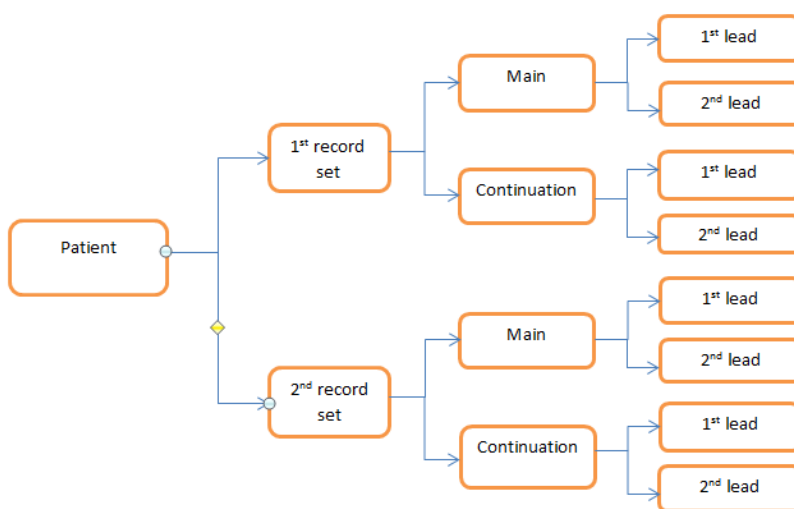 Patient
1st record
set
2nd record
set
Main
Continuation
Main
Continuation
1st lead
2nd lead
1st lead
2nd lead
1st lead
2nd lead
1st lead
2nd lead